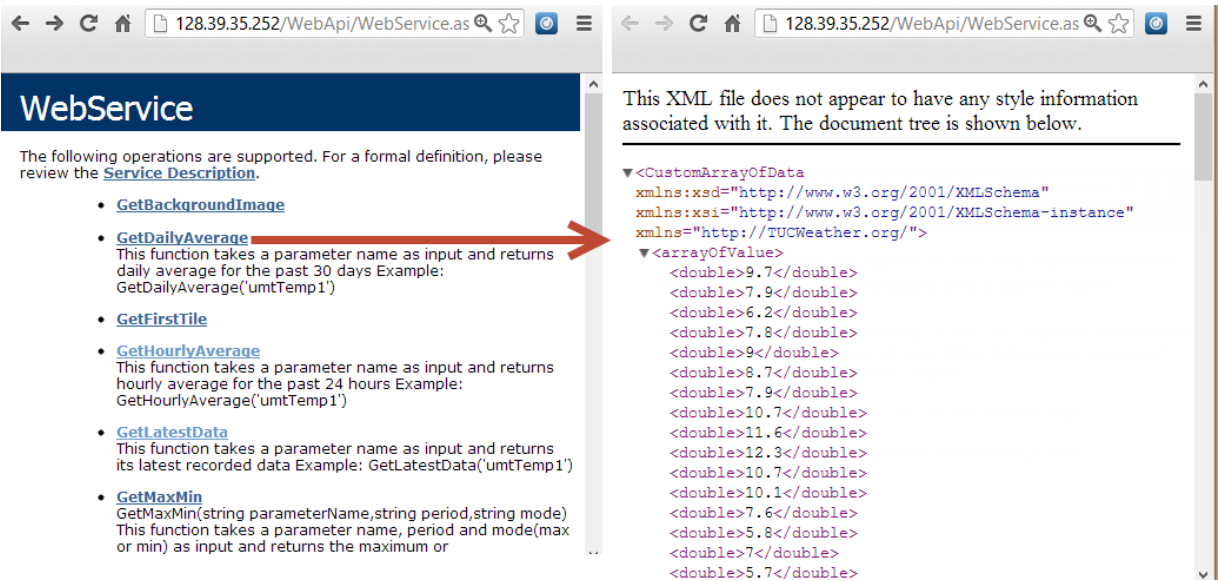 128.39.35.252/WebApi/WebService.as
WebService
The following operations are supported. For a formal definition, please
review the Service Description.
• GetBackgroundImage
• GetDailyAverage
This function takes a parameter name as input and returns
daily average for the past 30 days Example:
GetDailyAverage('umtTemp1')
• GetFirstTile
• GetHourlyAverage
This function takes a parameter name as input and returns
hourly average for the past 24 hours Example:
GetHourlyAverage('umtTemp1')
• GetLatestData
This function takes a parameter name as input and returns
its latest recorded data Example: GetLatestData('umtTemp1')
• GetMaxMin
GetMaxMin(string parameterName,string period,string mode)
This function takes a parameter name, period and mode(max
or min) as input and returns the maximum or
128.39.35.252/WebApi/WebService.as
This XML file does not appear to have any style information
associated with it. The document tree is shown below.
▼<CustomArrayOfData
xmlns:xsd="http://www.w3.org/2001/XMLSchema"
xmlns:xsi="http://www.w3.org/2001/XMLSchema-instance"
xmlns="http://TUCWeather.org/">
▼<arrayOfValue>
<double>9.7</double>
<double>7.9</double>
<double>6.2</double>
<double>7.8</double>
<double>9</double>
<double>8.7</double>
<double>7.9</double>
<double>10.7</double>
<double>11.6</double>
<double>12.3</double>
<double>10.7</double>
<double>10.1</double>
<double>7.6</double>
<double>5.8</double>
<double>7</double>
<double>5.7</double>